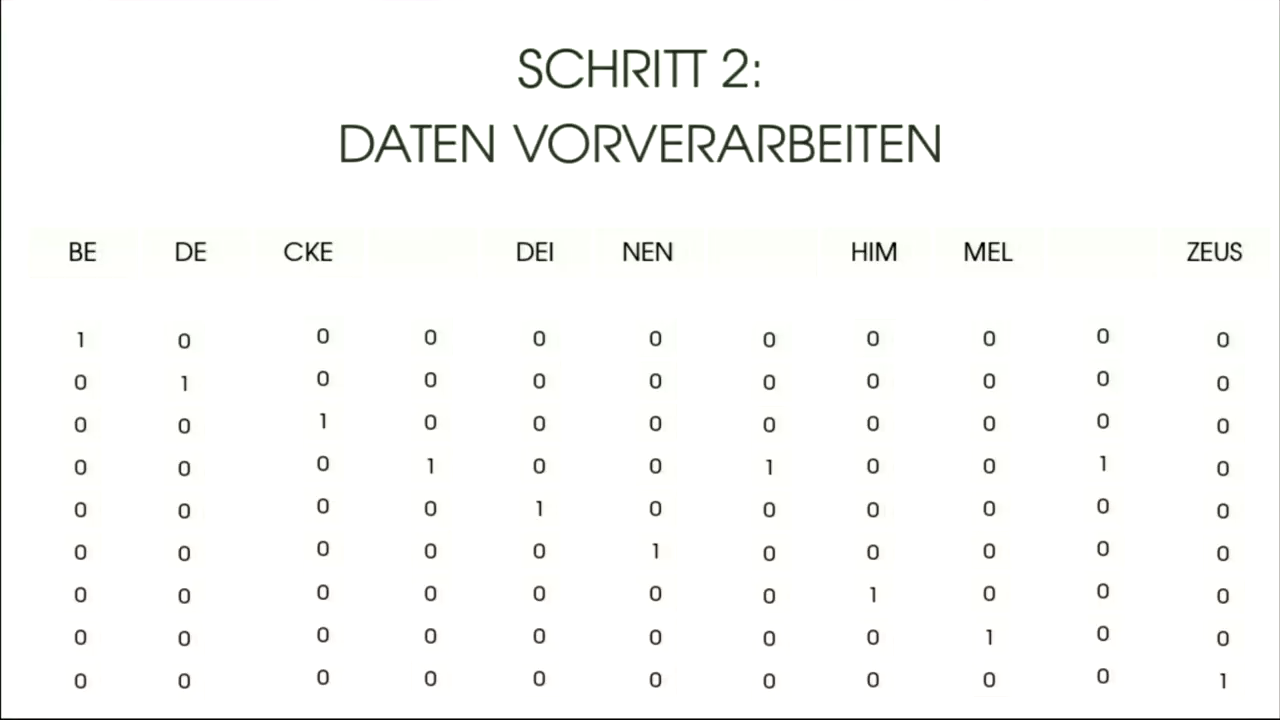 SCHRITT 2:
DATEN VORVERARBEITEN
BE DE CKE DEI NEN HIM MEL ZEUS
1 0 0 0 0 0 0 0 0 0 0
0 1 0 0 0 0 0 0 0 0 0
0 0 1 0 0 0 0 0 0 0 0
0 0 0 1 0 0 1 0 0 1 0
0 0 0 0 1 0 0 0 0 0 0
0 0 0 0 0 1 0 0 0 0 0
0 0 0 0 0 0 0 1 0 0 0
0 0 0 0 0 0 0 0 1 0 0
0 0 0 0 0 0 0 0 0 0 1